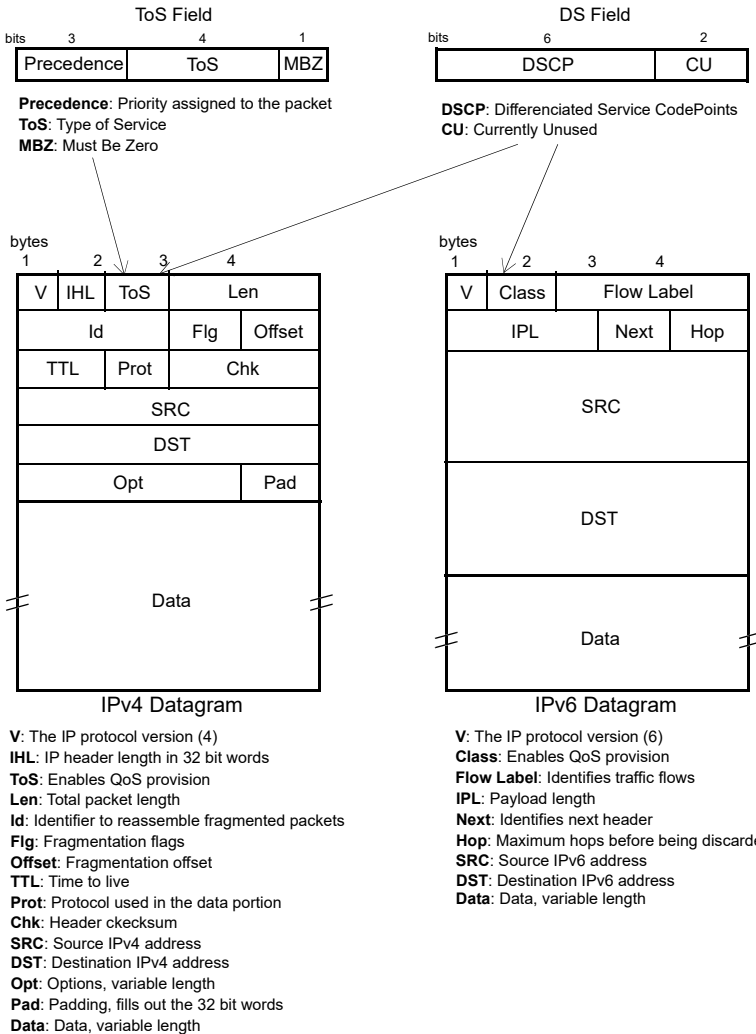 ToS Field
bits 3 4 1
Precedence ToS MBZ
Precedence: Priority assigned to the packet
ToS: Type of Service
MBZ: Must Be Zero
DS Field
bits 6 2
DSCP CU
DSCP: Differenciated Service CodePoints
CU: Currently Unused
bytes
1 2 3 4
V IHL ToS Len
Id Flg Offset
TTL Prot Chk
SRC
DST
Opt Pad
Data
IPv4 Datagram
V: The IP protocol version (4)
IHL: IP header length in 32 bit words
ToS: Enables QoS provision
Len: Total packet length
Id: Identifier to reassemble fragmented packets
Flg: Fragmentation flags
Offset: Fragmentation offset
TTL: Time to live
Prot: Protocol used in the data portion
Chk: Header ckecksum
SRC: Source IPv4 address
DST: Destination IPv4 address
Opt: Options, variable length
Pad: Padding, fills out the 32 bit words
Data: Data, variable length
bytes
1 2 3 4
V Class Flow Label
IPL Next Hop
SRC
DST
Data
IPv6 Datagram
V: The IP protocol version (6)
Class: Enables QoS provision
Flow Label: Identifies traffic flows
IPL: Payload length
Next: Identifies next header
Hop: Maximum hops before being discarde
SRC: Source IPv6 address
DST: Destination IPv6 address
Data: Data, variable length